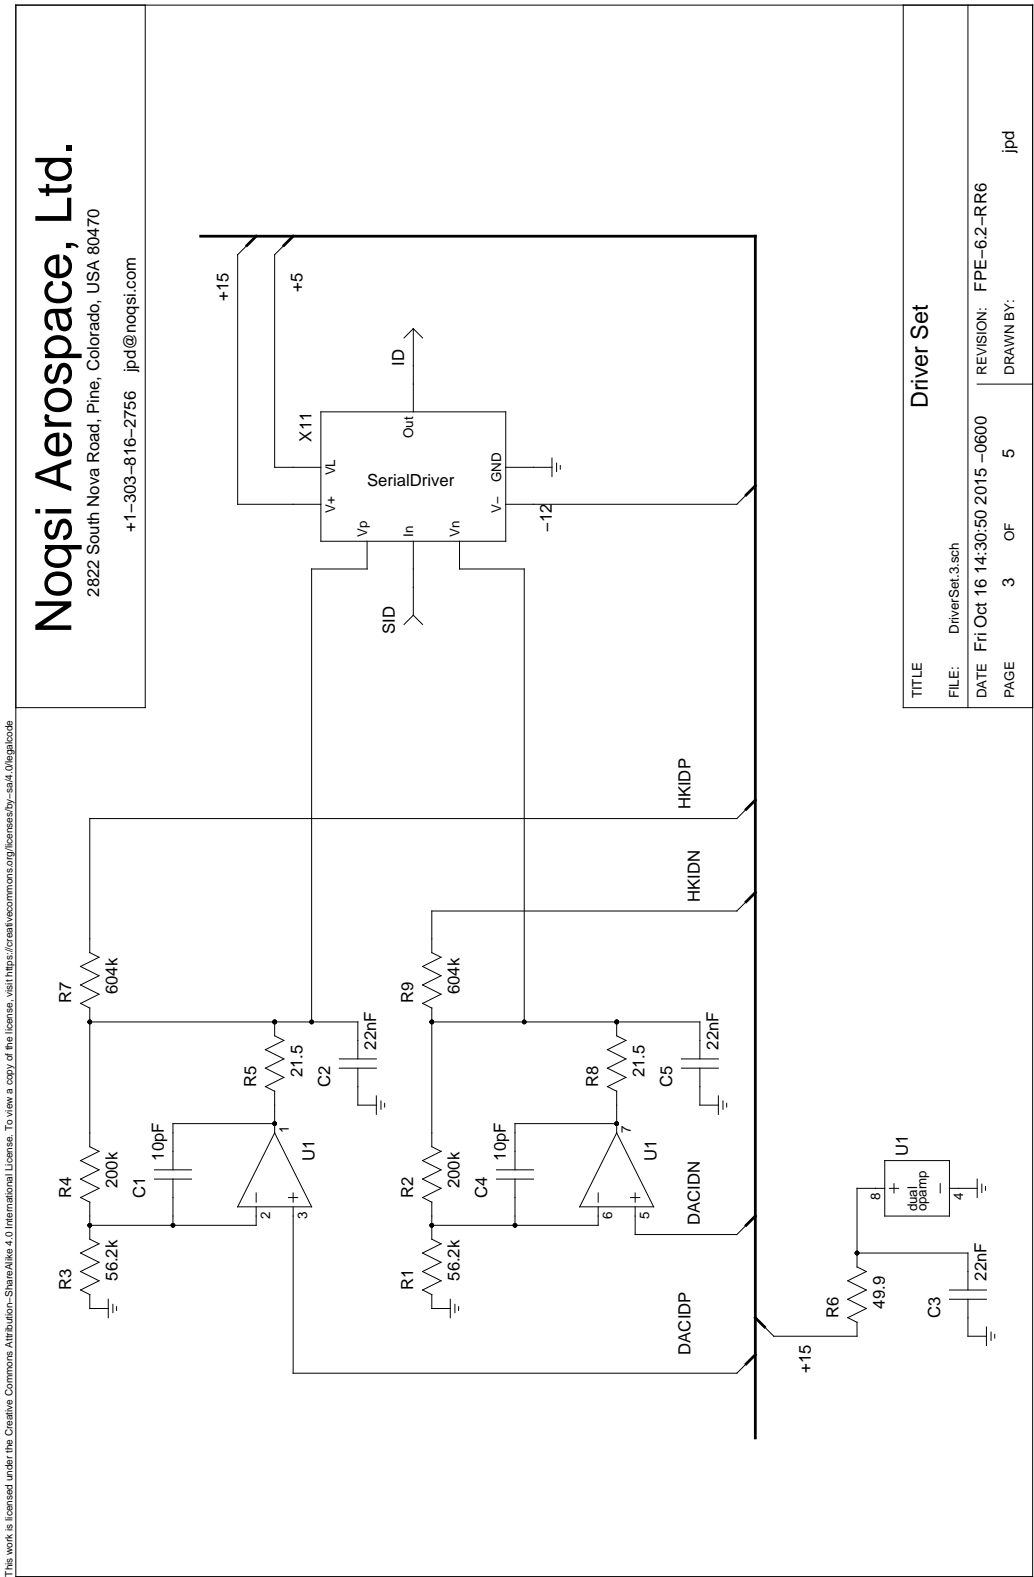 This work is licensed under the Creative Commons Attribution−ShareAlike 4.0 International License. To view a copy of the license, visit https://creativecommons.org/licenses/by−sa/4.0/legalcode
Noqsi Aerospace, Ltd.
2822 South Nova Road, Pine, Colorado, USA 80470
+1−303−816−2756 jpd@noqsi.com
R3
56.2k
R4
200k
R7
604k
C1
10pF
2
3
−
+
1
U1
R5
21.5
C2
22nF
R1
56.2k
R2
200k
R9
604k
C4
10pF
6
5
−
+
7
U1
R8
21.5
C5
22nF
DACIDP
DACIDN
HKIDN
HKIDP
+15
+5
X11
V+
VL
Vp
In
Vn
SerialDriver
Out
V−
GND
SID
ID
−12
+15
R6
49.9
C3
22nF
U1
8
+
dual
opamp
−
4
TITLE
Driver Set
FILE: DriverSet.3.sch
REVISION: FPE−6.2−RR6
DATE Fri Oct 16 14:30:50 2015 −0600
PAGE 3 OF 5
DRAWN BY: jpd